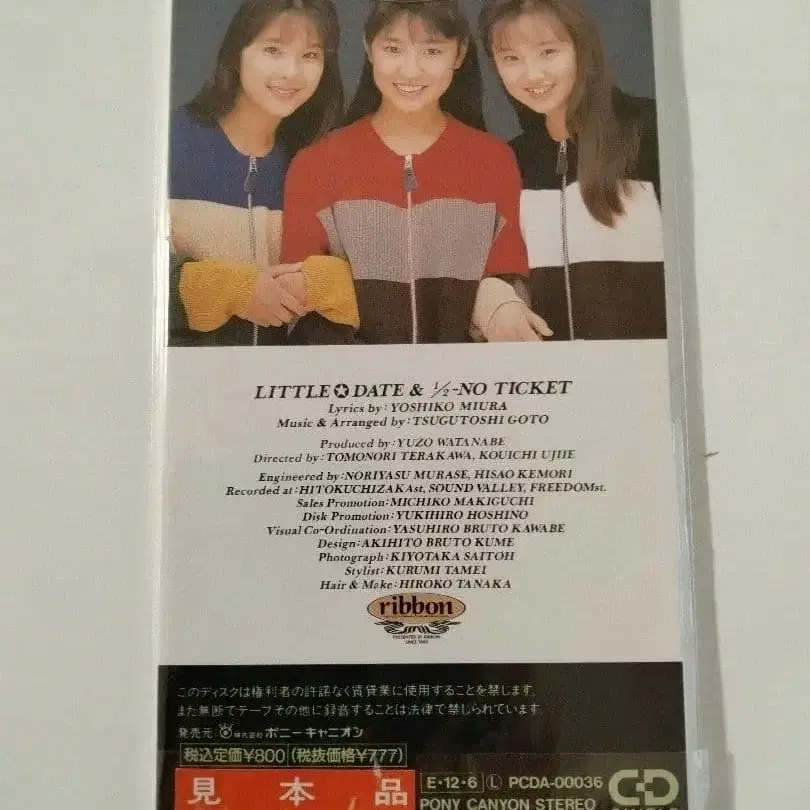 LITTLE✪DATE & ½-NO TICKET
Lyrics by:YOSHIKO MIURA
Music & Arranged by:TSUGUTOSHI GOTO
Produced by:YUZO WATANABE
Directed by:TOMONORI TERAKAWA, KOUICHI UJIIE
Engineered by:NORIYASU MURASE, HISAO KEMORI
Recorded at:HITOKUCHIZAKAst, SOUND VALLEY, FREEDOMst.
Sales Promotion:MICHIKO MAKIGUCHI
Disk Promotion:YUKIHIRO HOSHINO
Visual Co-Ordination:YASUHIRO BRUTO KAWABE
Design:AKIHITO BRUTO KUME
Photograph:KIYOTAKA SAITOH
Stylist:KURUMI TAMEI
Hair & Make:HIROKO TANAKA
ribbon
PRESENTED BY RIBBON
このディスクは権利者の許諾なく賃貸業に使用することを禁じます。
また無断でテープその他に録音することは法律で禁じられています。
発売元 株式会社 ポニーキャニオン
税込定価¥800 (税抜価格¥777)
見本品
E・12・6 Ⓛ PCDA-00036
PONY CANYON STEREO